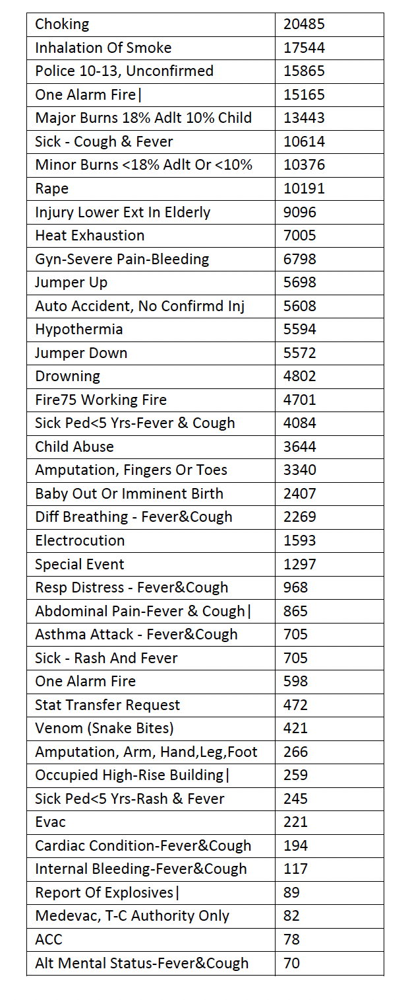 Choking 20485
Inhalation Of Smoke 17544
Police 10-13, Unconfirmed 15865
One Alarm Fire| 15165
Major Burns 18% Adlt 10% Child 13443
Sick - Cough & Fever 10614
Minor Burns <18% Adlt Or <10% 10376
Rape 10191
Injury Lower Ext In Elderly 9096
Heat Exhaustion 7005
Gyn-Severe Pain-Bleeding 6798
Jumper Up 5698
Auto Accident, No Confirmd Inj 5608
Hypothermia 5594
Jumper Down 5572
Drowning 4802
Fire75 Working Fire 4701
Sick Ped<5 Yrs-Fever & Cough 4084
Child Abuse 3644
Amputation, Fingers Or Toes 3340
Baby Out Or Imminent Birth 2407
Diff Breathing - Fever&Cough 2269
Electrocution 1593
Special Event 1297
Resp Distress - Fever&Cough 968
Abdominal Pain-Fever & Cough| 865
Asthma Attack - Fever&Cough 705
Sick - Rash And Fever 705
One Alarm Fire 598
Stat Transfer Request 472
Venom (Snake Bites) 421
Amputation, Arm, Hand,Leg,Foot 266
Occupied High-Rise Building| 259
Sick Ped<5 Yrs-Rash & Fever 245
Evac 221
Cardiac Condition-Fever&Cough 194
Internal Bleeding-Fever&Cough 117
Report Of Explosives| 89
Medevac, T-C Authority Only 82
ACC 78
Alt Mental Status-Fever&Cough 70